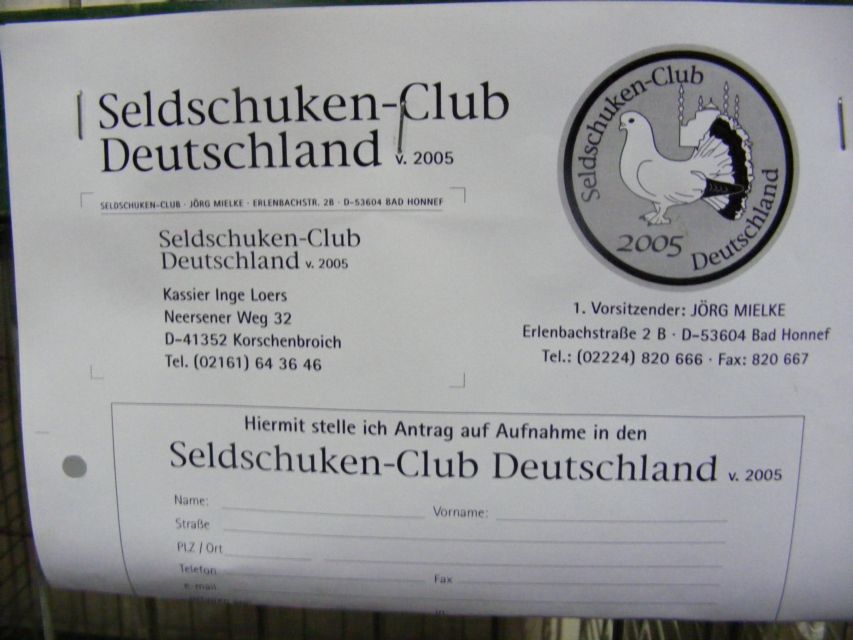 Seldschuken-Club
Deutschland v. 2005
SELDSCHUKEN-CLUB · JÖRG MIELKE · ERLENBACHSTR. 2B · D-53604 BAD HONNEF
Seldschuken-Club
Deutschland v. 2005
Kassier Inge Loers
Neersener Weg 32
D-41352 Korschenbroich
Tel. (02161) 64 36 46
Seldschuken-Club
2005 Deutschland
1. Vorsitzender: JÖRG MIELKE
Erlenbachstraße 2 B · D-53604 Bad Honnef
Tel.: (02224) 820 666 · Fax: 820 667
Hiermit stelle ich Antrag auf Aufnahme in den
Seldschuken-Club Deutschland v. 2005
Name: Vorname:
Straße
PLZ / Ort
Telefon Fax
e-mail